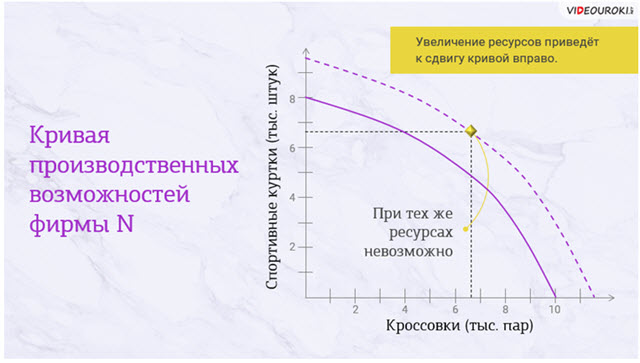 VIDEOUROKI
Увеличение ресурсов приведёт
к сдвигу кривой вправо.
Кривая
производственных
возможностей
фирмы N
Спортивные куртки (тыс. штук)
8
6
4
2
При тех же
ресурсах
невозможно
2 4 6 8 10
Кроссовки (тыс. пар)